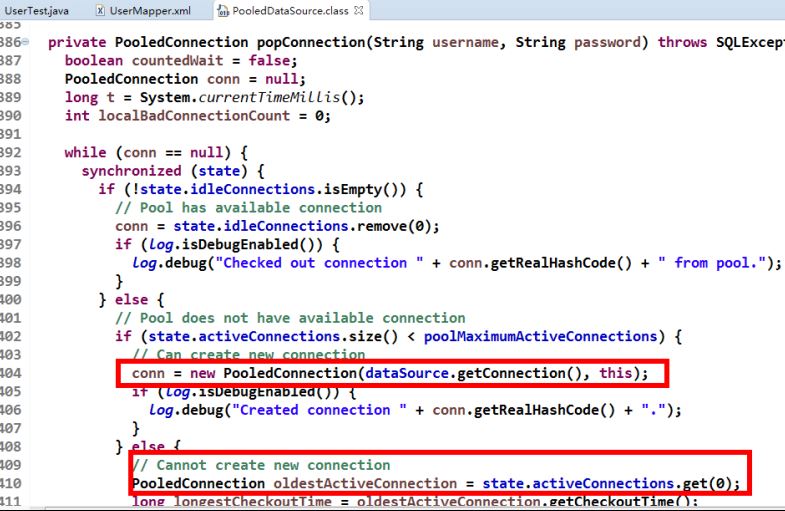 UserTest.java UserMapper.xml PooledDataSource.class
385
386 private PooledConnection popConnection(String username, String password) throws SQLExcept
387 boolean countedWait = false;
388 PooledConnection conn = null;
389 long t = System.currentTimeMillis();
390 int localBadConnectionCount = 0;
391
392 while (conn == null) {
393 synchronized (state) {
394 if (!state.idleConnections.isEmpty()) {
395 // Pool has available connection
396 conn = state.idleConnections.remove(0);
397 if (log.isDebugEnabled()) {
398 log.debug("Checked out connection " + conn.getRealHashCode() + " from pool.");
399 }
400 } else {
401 // Pool does not have available connection
402 if (state.activeConnections.size() < poolMaximumActiveConnections) {
403 // Can create new connection
404 conn = new PooledConnection(dataSource.getConnection(), this);
405 if (log.isDebugEnabled()) {
406 log.debug("Created connection " + conn.getRealHashCode() + ".");
407 }
408 } else {
409 // Cannot create new connection
410 PooledConnection oldestActiveConnection = state.activeConnections.get(0);
411 long longestCheckoutTime = oldestActiveConnection.getCheckoutTime();